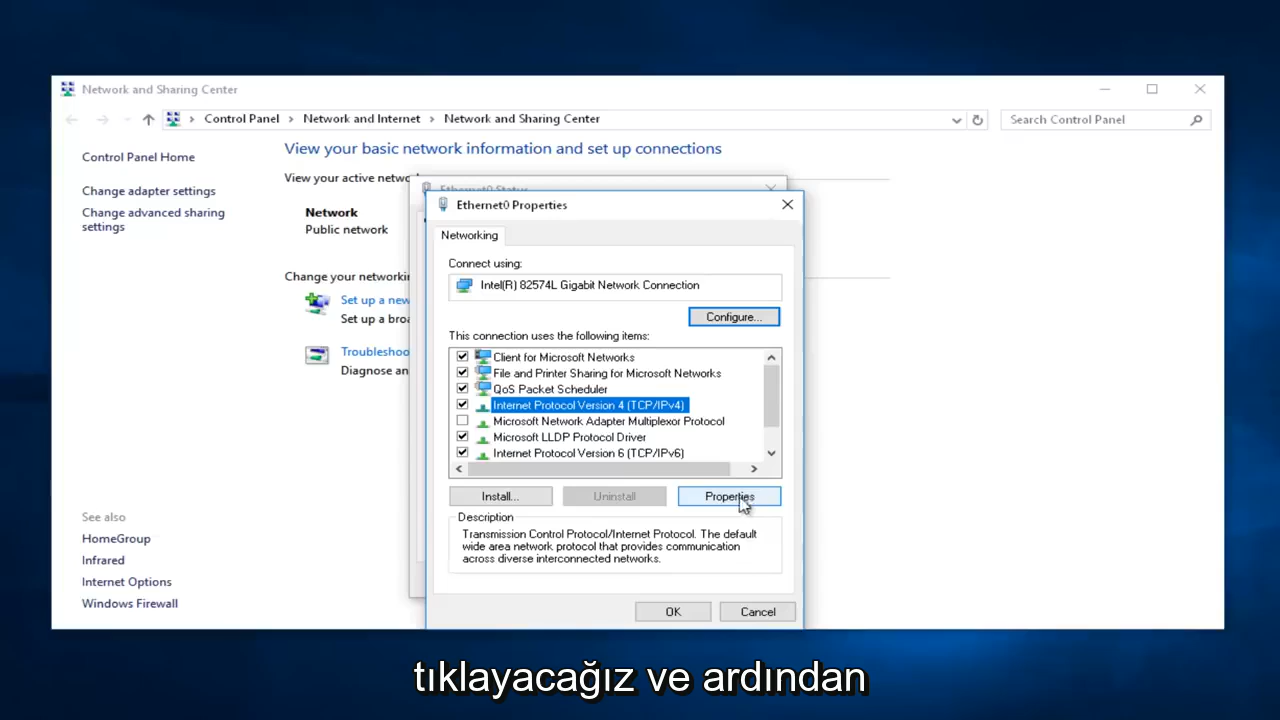 Network and Sharing Center
Control Panel > Network and Internet > Network and Sharing Center
Search Control Panel
Control Panel Home
Change adapter settings
Change advanced sharing
settings
See also
HomeGroup
Infrared
Internet Options
Windows Firewall
View your basic network information and set up connections
View your active
Network
Public network
Change your
Set up a new
Set up a
Diagnose
Ethernet0 Status
Ethernet0 Properties
Networking
Connect using:
Intel(R) 82574L Gigabit Network Connection
Configure...
This connection uses the following items:
Client for Microsoft Networks
File and Printer Sharing for Microsoft Networks
QoS Packet Scheduler
Internet Protocol Version 4 (TCP/IPv4)
Microsoft Network Adapter Multiplexor Protocol
Microsoft LLDP Protocol Driver
Internet Protocol Version 6 (TCP/IPv6)
Install...
Uninstall
Properties
Description
Transmission Control Protocol/Internet Protocol. The default
wide area network protocol that provides communication
across diverse interconnected networks.
OK
Cancel
tıklayacağız ve ardından